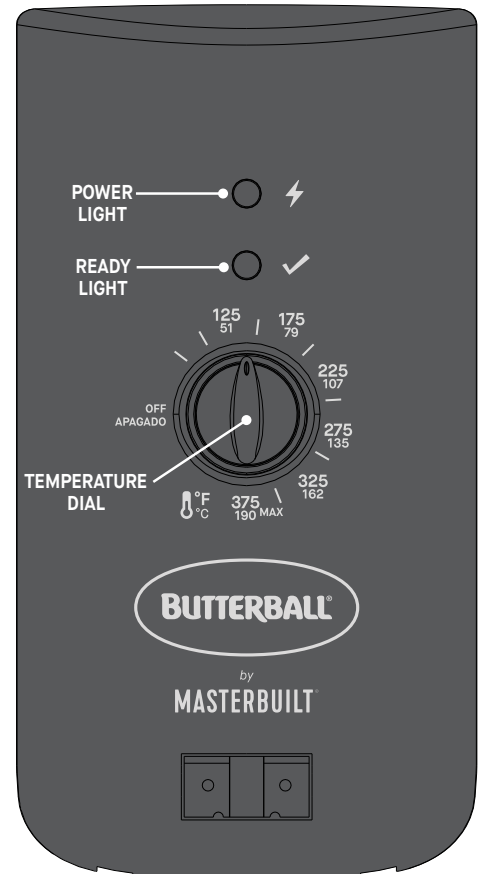 POWER
LIGHT
READY
LIGHT
125
51
175
79
225
107
OFF
APAGADO
275
135
TEMPERATURE
DIAL
325
162
°F
°C
375
190 MAX
BUTTERBALL®
by
MASTERBUILT®